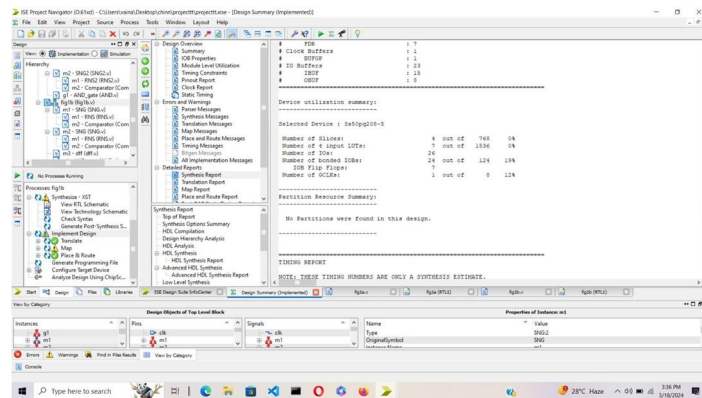 ISE Project Navigator (O.61xd) - C:\Users\vaina\Desktop\chint\projectt\projectt.xise - [Design Summary (Implemented)]
File Edit View Project Source Process Tools Window Layout Help
Design
View: Implementation Simulation
Hierarchy
m2 - SNG2 (SNG2.v)
m1 - RNS2 (RNS2.v)
m2 - Comparator (Com
g1 - AND_gate (AND.v)
fig1b (fig1b.v)
m1 - SNG (SNG.v)
m1 - RNS (RNS.v)
m2 - Comparator (Com
m2 - SNG (SNG.v)
m1 - RNS (RNS.v)
m2 - Comparator (Com
m3 - dff (dff.v)
No Processes Running
Processes: fig1b
Synthesize - XST
View RTL Schematic
View Technology Schematic
Check Syntax
Generate Post-Synthesis S...
Implement Design
Translate
Map
Place & Route
Generate Programming File
Configure Target Device
Analyze Design Using ChipSc...
Start Design Files Libraries
Design Overview
Summary
IOB Properties
Module Level Utilization
Timing Constraints
Pinout Report
Clock Report
Static Timing
Errors and Warnings
Parser Messages
Synthesis Messages
Translation Messages
Map Messages
Place and Route Messages
Timing Messages
Bitgen Messages
All Implementation Messages
Detailed Reports
Synthesis Report
Translation Report
Map Report
Place and Route Report
Synthesis Report
Top of Report
Synthesis Options Summary
HDL Compilation
Design Hierarchy Analysis
HDL Analysis
HDL Synthesis
HDL Synthesis Report
Advanced HDL Synthesis
Advanced HDL Synthesis Report
Low Level Synthesis
# FDR : 7
# Clock Buffers : 1
# BUFGP : 1
# IO Buffers : 23
# IBUF : 15
# OBUF : 8
Device utilization summary:
Selected Device : 3s50pq208-5
Number of Slices: 4 out of 768 0%
Number of 4 input LUTs: 7 out of 1536 0%
Number of IOs: 26
Number of bonded IOBs: 24 out of 124 19%
IOB Flip Flops: 7
Number of GCLKs: 1 out of 8 12%
Partition Resource Summary:
No Partitions were found in this design.
TIMING REPORT
NOTE: THESE TIMING NUMBERS ARE ONLY A SYNTHESIS ESTIMATE.
ISE Design Suite InfoCenter Design Summary (Implemented) fig1a.v fig1a (RTL1) fig1b.v fig1b (RTL1)
View by Category
Design Objects of Top Level Block Properties of Instance: m1
Instances Pins Signals Name Value
g1 clk clk Type SNG:2
m1 m1 m1 OriginalSymbol SNG
Errors Warnings Find in Files Results View by Category
Console
Type here to search 28°C Haze 3:36 PM
3/18/2024